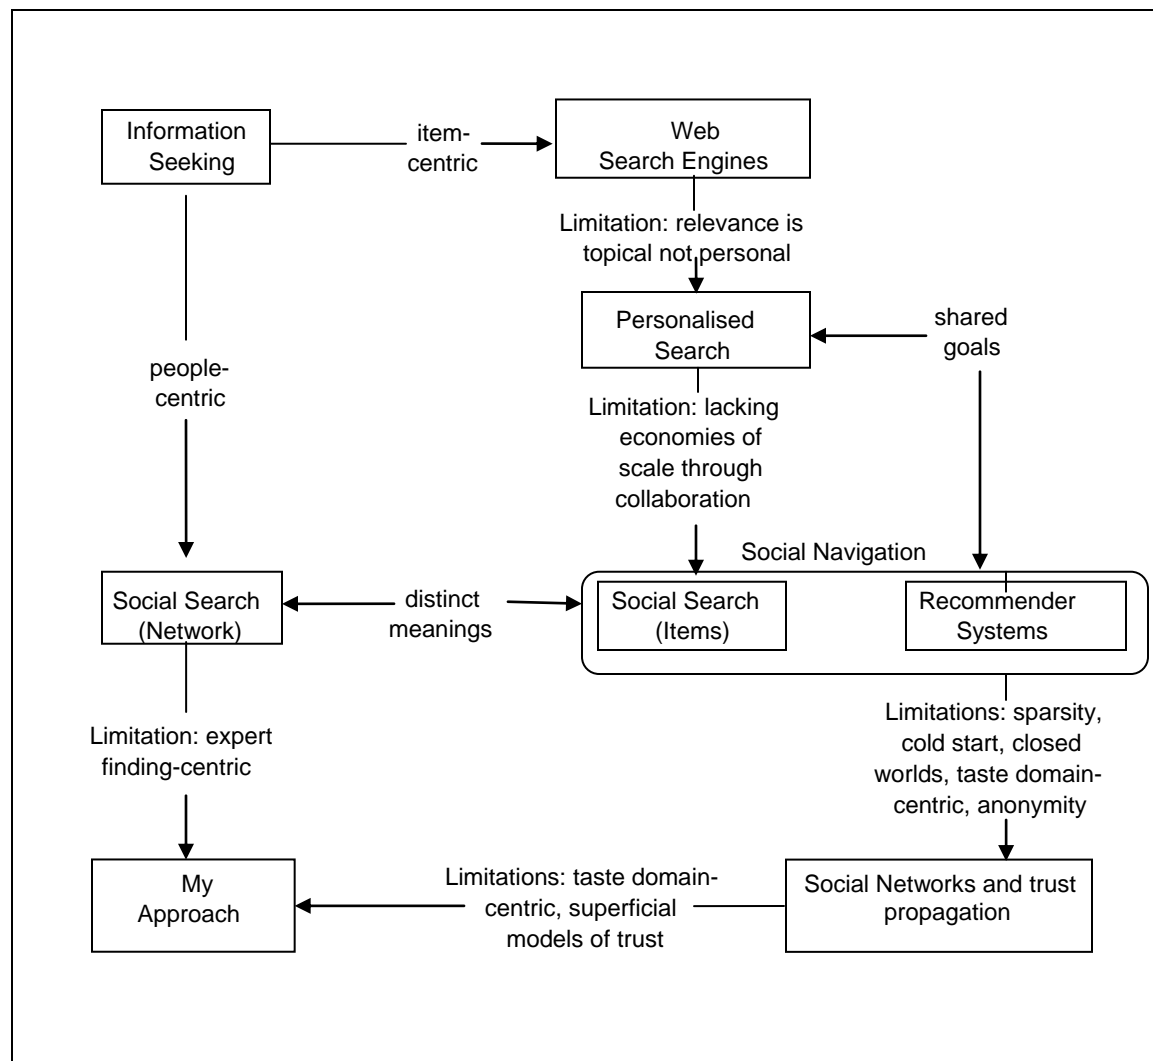 Information
Seeking
item-
centric
Web
Search Engines
Limitation: relevance is
topical not personal
Personalised
Search
shared
goals
people-
centric
Limitation: lacking
economies of
scale through
collaboration
Social Navigation
Social Search
(Network)
distinct
meanings
Social Search
(Items)
Recommender
Systems
Limitation: expert
finding-centric
Limitations: sparsity,
cold start, closed
worlds, taste domain-
centric, anonymity
My
Approach
Limitations: taste domain-
centric, superficial
models of trust
Social Networks and trust
propagation